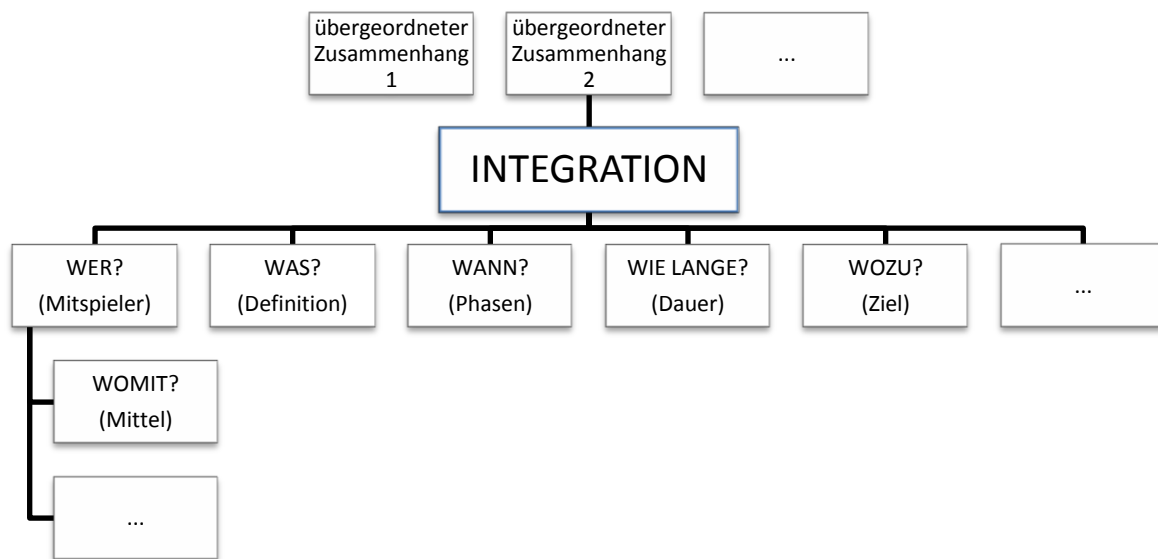 übergeordneter
Zusammenhang
1
übergeordneter
Zusammenhang
2
...
INTEGRATION
WER?
(Mitspieler)
WAS?
(Definition)
WANN?
(Phasen)
WIE LANGE?
(Dauer)
WOZU?
(Ziel)
...
WOMIT?
(Mittel)
...